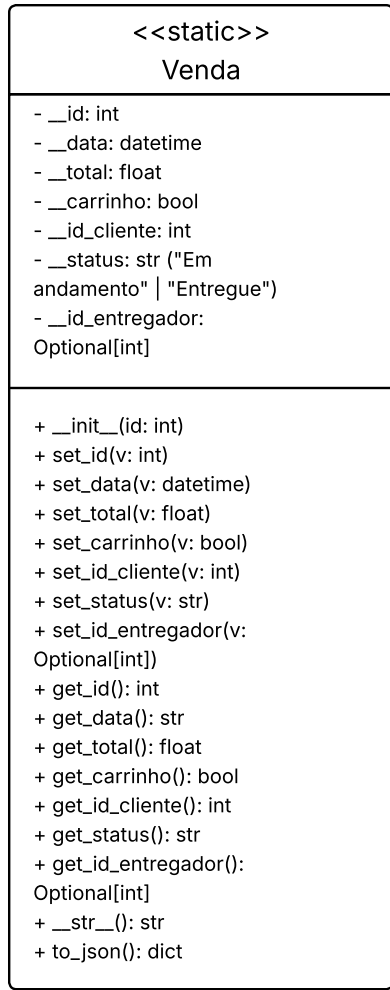 <<static>>
Venda
- __id: int
- __data: datetime
- __total: float
- __carrinho: bool
- __id_cliente: int
- __status: str ("Em
andamento" | "Entregue")
- __id_entregador:
Optional[int]
+ __init__(id: int)
+ set_id(v: int)
+ set_data(v: datetime)
+ set_total(v: float)
+ set_carrinho(v: bool)
+ set_id_cliente(v: int)
+ set_status(v: str)
+ set_id_entregador(v:
Optional[int])
+ get_id(): int
+ get_data(): str
+ get_total(): float
+ get_carrinho(): bool
+ get_id_cliente(): int
+ get_status(): str
+ get_id_entregador():
Optional[int]
+ __str__(): str
+ to_json(): dict